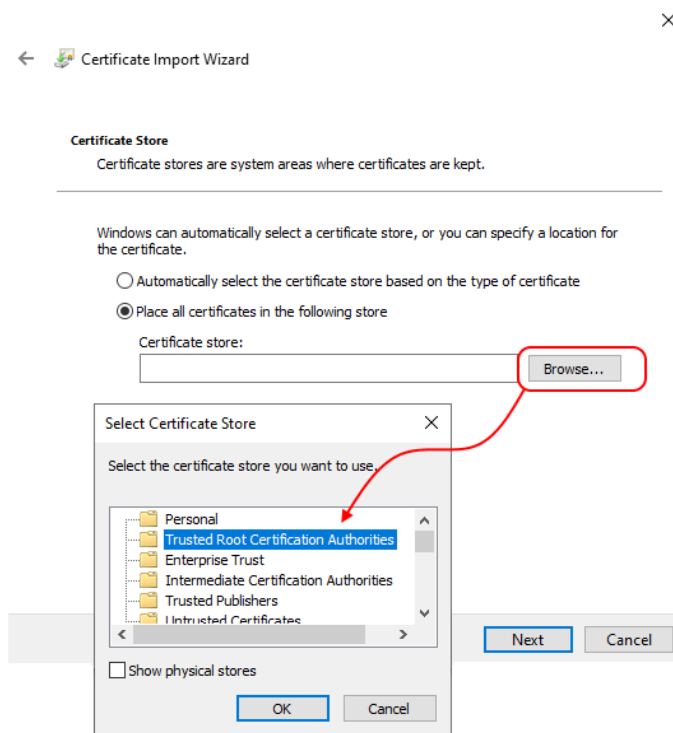 Certificate Import Wizard
Certificate Store
Certificate stores are system areas where certificates are kept.
Windows can automatically select a certificate store, or you can specify a location for
the certificate.
Automatically select the certificate store based on the type of certificate
Place all certificates in the following store
Certificate store:
Browse...
Select Certificate Store
Select the certificate store you want to use.
Personal
Trusted Root Certification Authorities
Enterprise Trust
Intermediate Certification Authorities
Trusted Publishers
Untrusted Certificates
Show physical stores
OK
Cancel
Next
Cancel